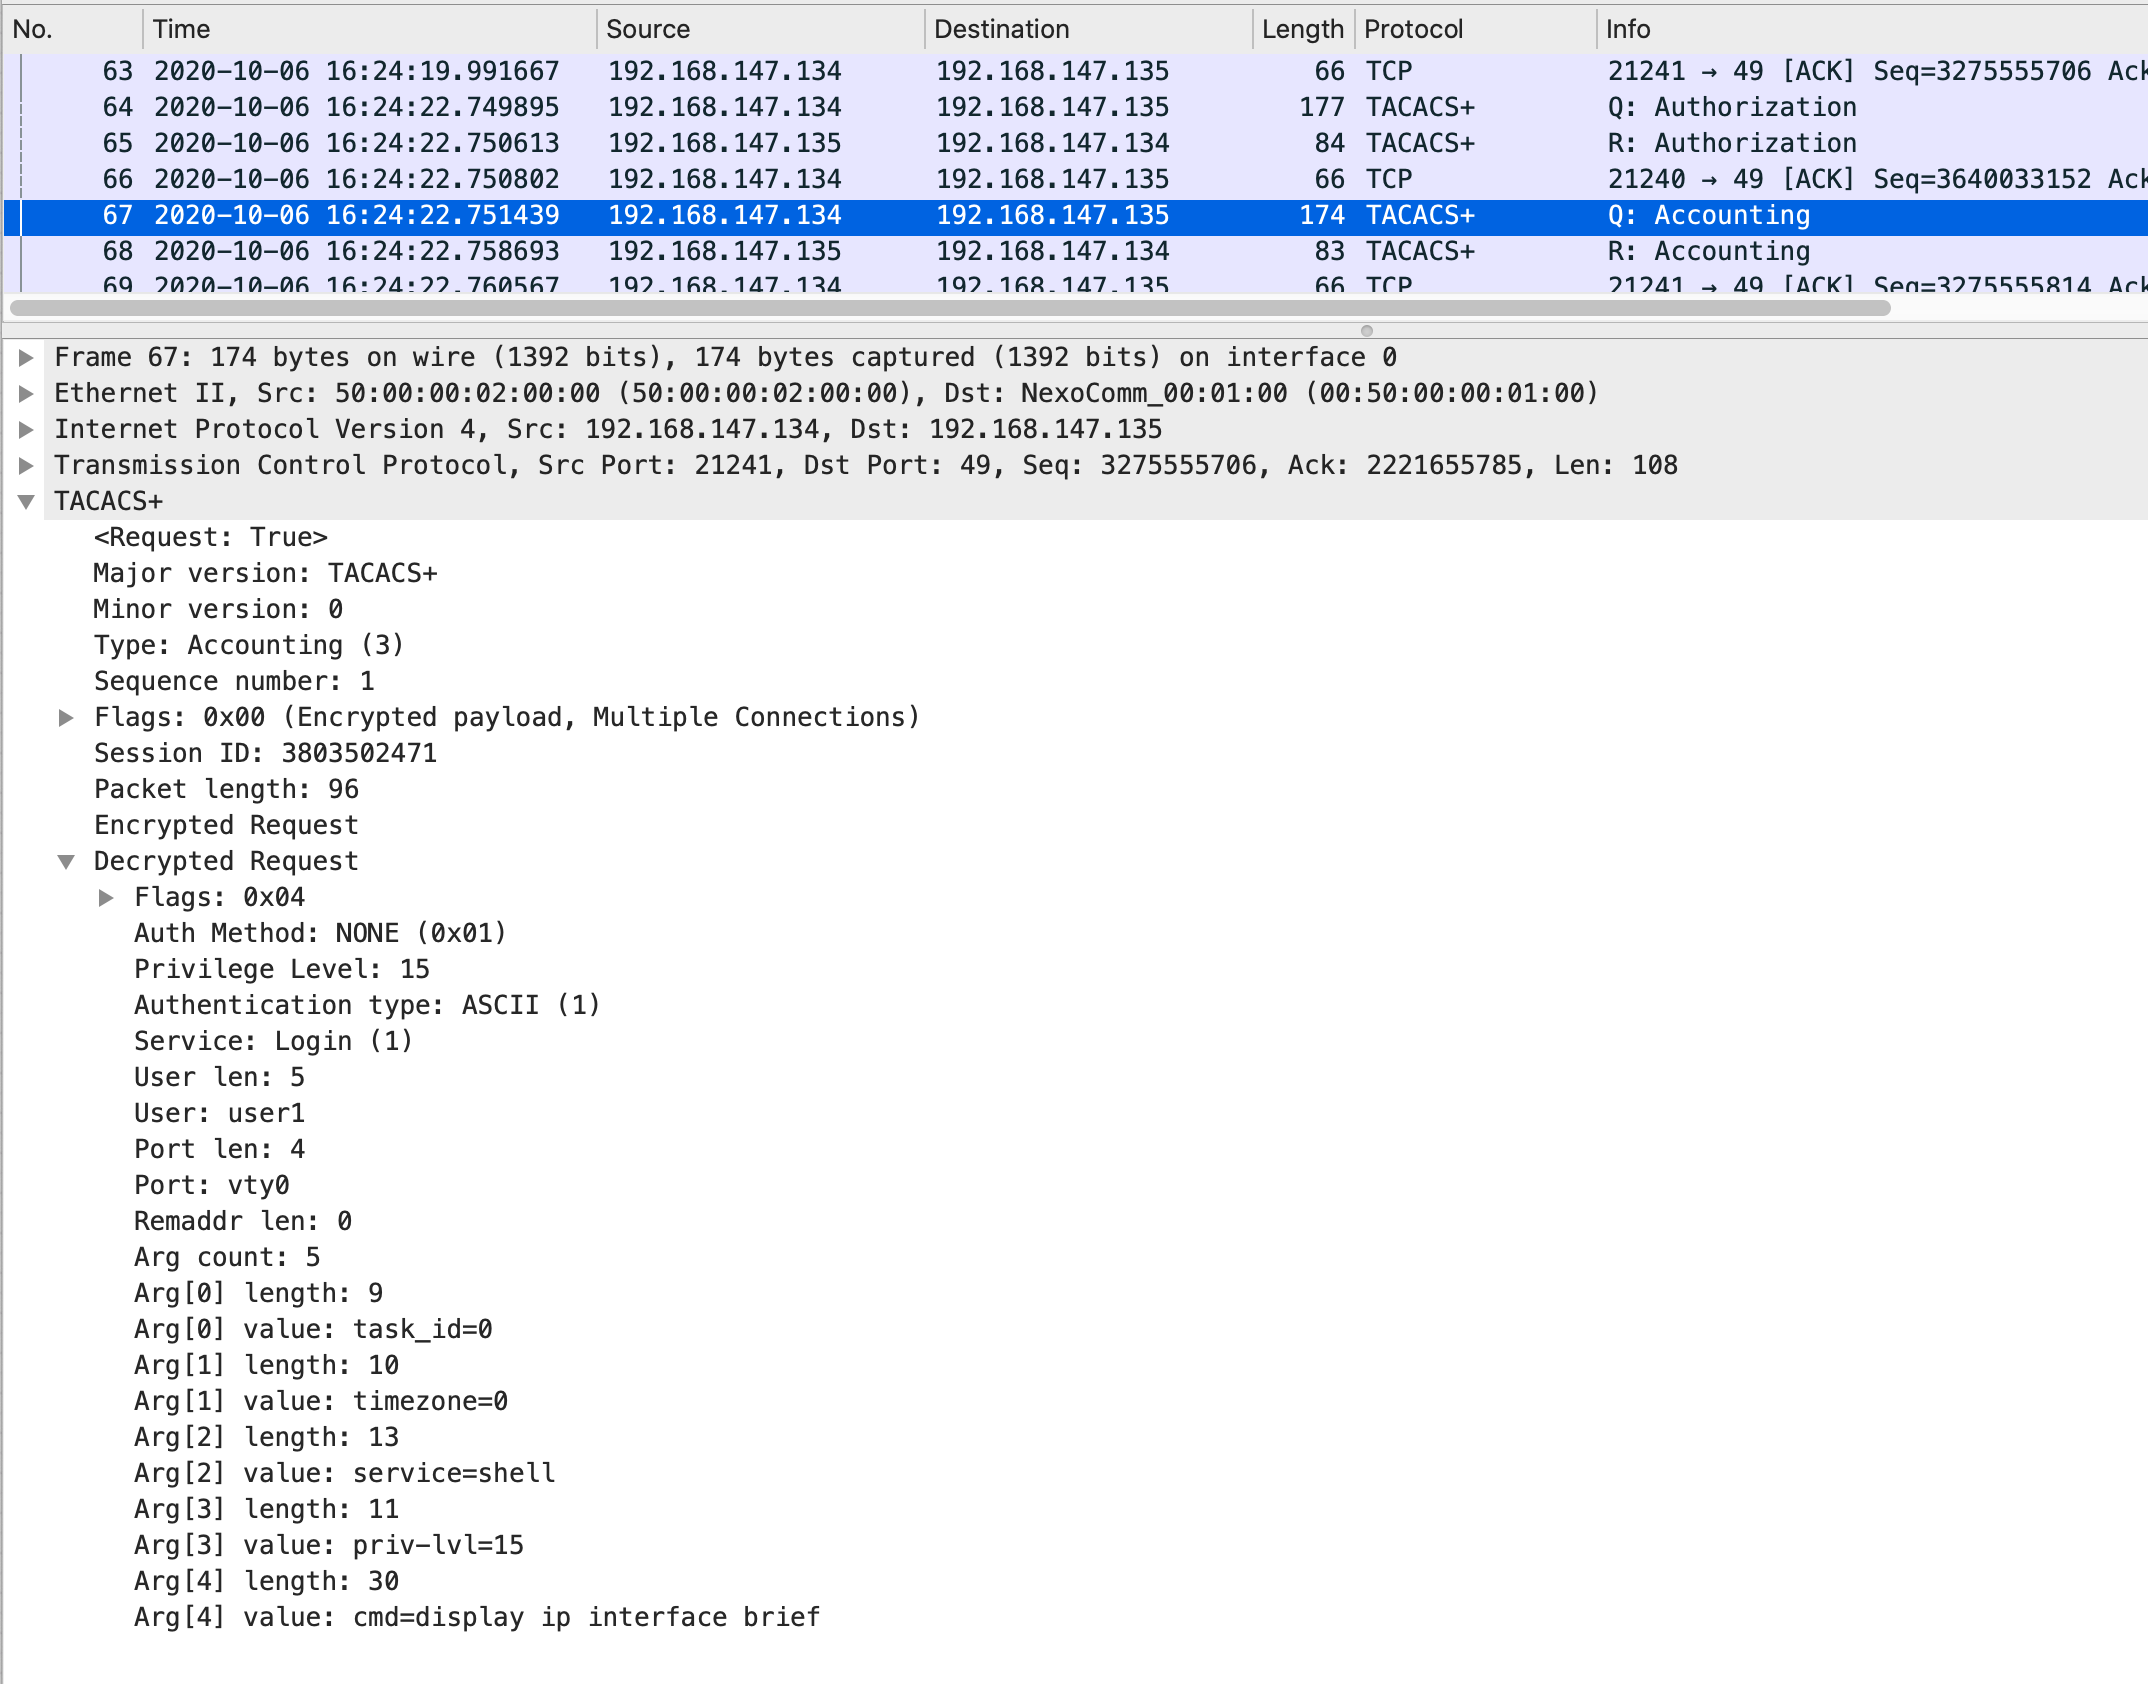 No. Time Source Destination Length Protocol Info
63 2020-10-06 16:24:19.991667 192.168.147.134 192.168.147.135 66 TCP 21241 → 49 [ACK] Seq=3275555706 Ack
64 2020-10-06 16:24:22.749895 192.168.147.134 192.168.147.135 177 TACACS+ Q: Authorization
65 2020-10-06 16:24:22.750613 192.168.147.135 192.168.147.134 84 TACACS+ R: Authorization
66 2020-10-06 16:24:22.750802 192.168.147.134 192.168.147.135 66 TCP 21240 → 49 [ACK] Seq=3640033152 Ack
67 2020-10-06 16:24:22.751439 192.168.147.134 192.168.147.135 174 TACACS+ Q: Accounting
68 2020-10-06 16:24:22.758693 192.168.147.135 192.168.147.134 83 TACACS+ R: Accounting
69 2020-10-06 16:24:22.760567 192.168.147.134 192.168.147.135 66 TCP 21241 → 49 [ACK] Seq=3275555814 Ack
Frame 67: 174 bytes on wire (1392 bits), 174 bytes captured (1392 bits) on interface 0
Ethernet II, Src: 50:00:00:02:00:00 (50:00:00:02:00:00), Dst: NexoComm_00:01:00 (00:50:00:00:01:00)
Internet Protocol Version 4, Src: 192.168.147.134, Dst: 192.168.147.135
Transmission Control Protocol, Src Port: 21241, Dst Port: 49, Seq: 3275555706, Ack: 2221655785, Len: 108
TACACS+
<Request: True>
Major version: TACACS+
Minor version: 0
Type: Accounting (3)
Sequence number: 1
Flags: 0x00 (Encrypted payload, Multiple Connections)
Session ID: 3803502471
Packet length: 96
Encrypted Request
Decrypted Request
Flags: 0x04
Auth Method: NONE (0x01)
Privilege Level: 15
Authentication type: ASCII (1)
Service: Login (1)
User len: 5
User: user1
Port len: 4
Port: vty0
Remaddr len: 0
Arg count: 5
Arg[0] length: 9
Arg[0] value: task_id=0
Arg[1] length: 10
Arg[1] value: timezone=0
Arg[2] length: 13
Arg[2] value: service=shell
Arg[3] length: 11
Arg[3] value: priv-lvl=15
Arg[4] length: 30
Arg[4] value: cmd=display ip interface brief